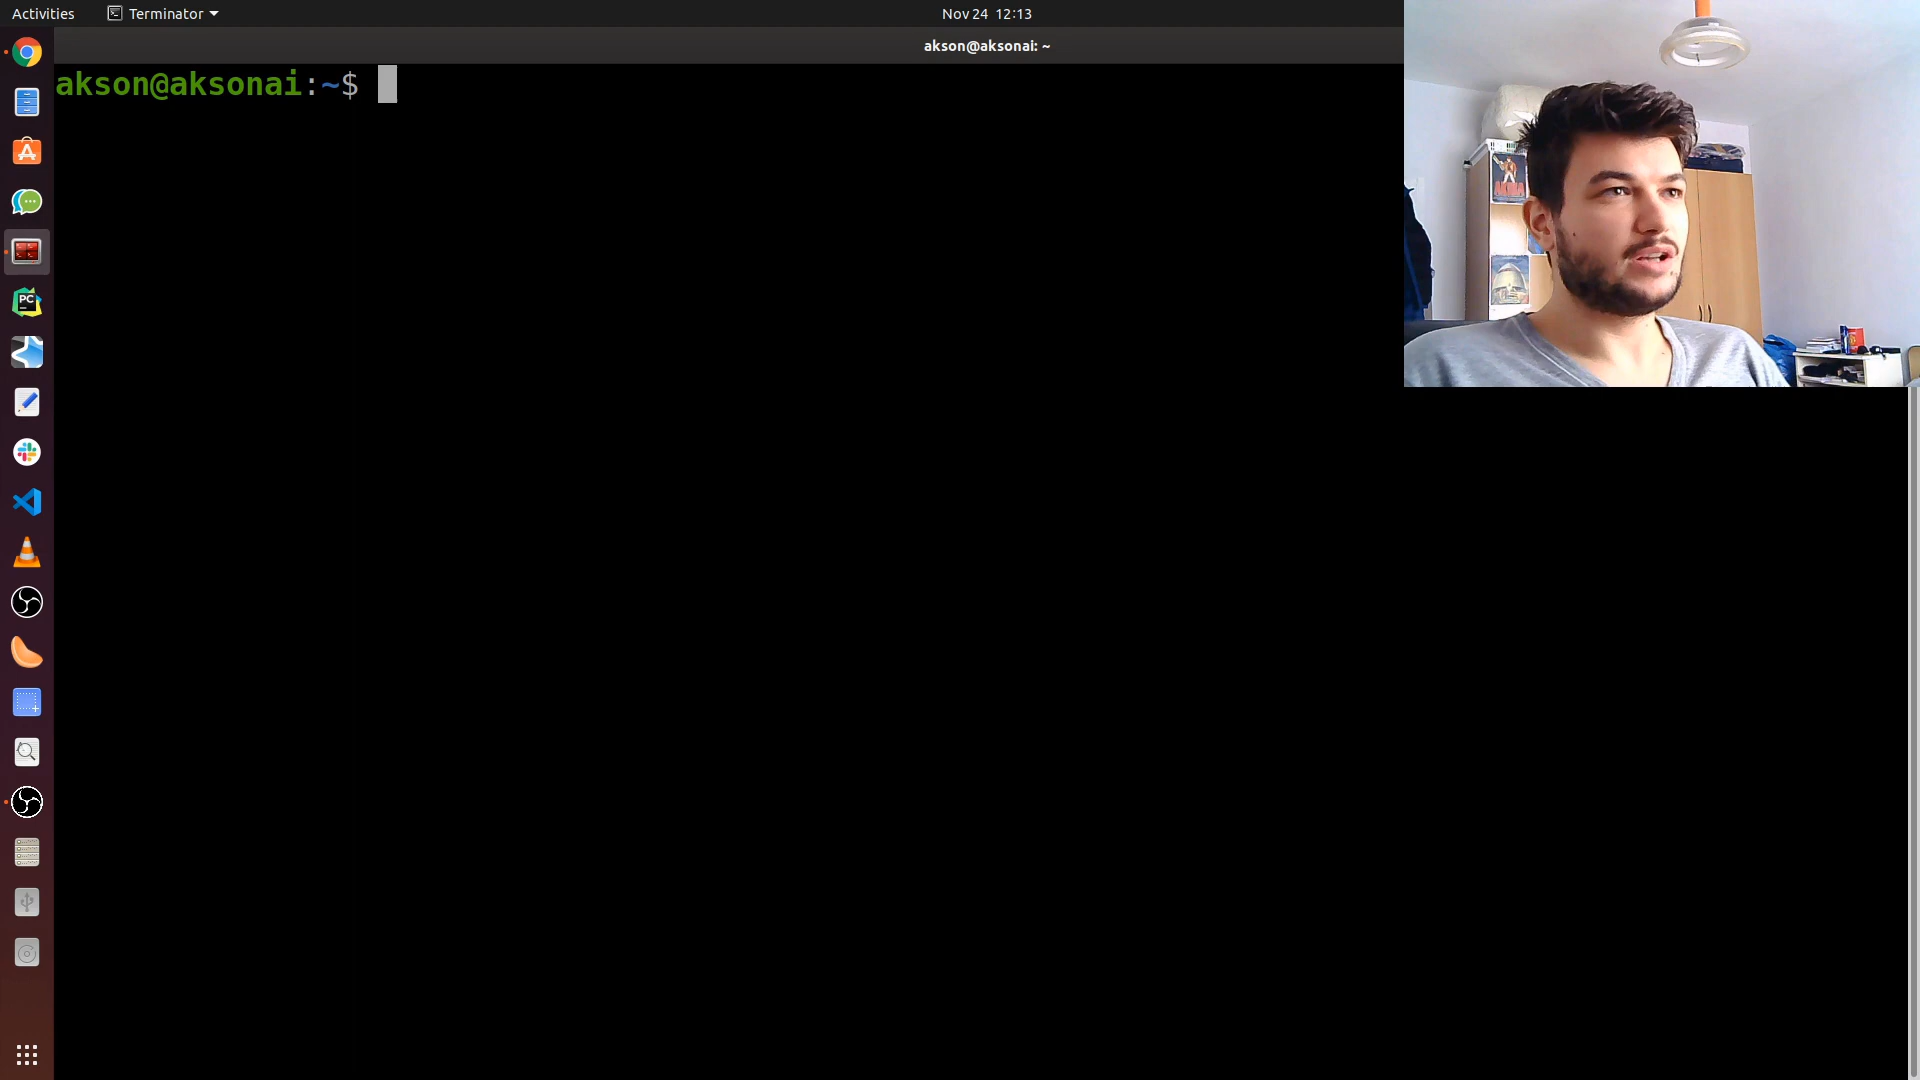 Activities
Terminator
Nov 24 12:13
akson@aksonai: ~
akson@aksonai:~$
PC